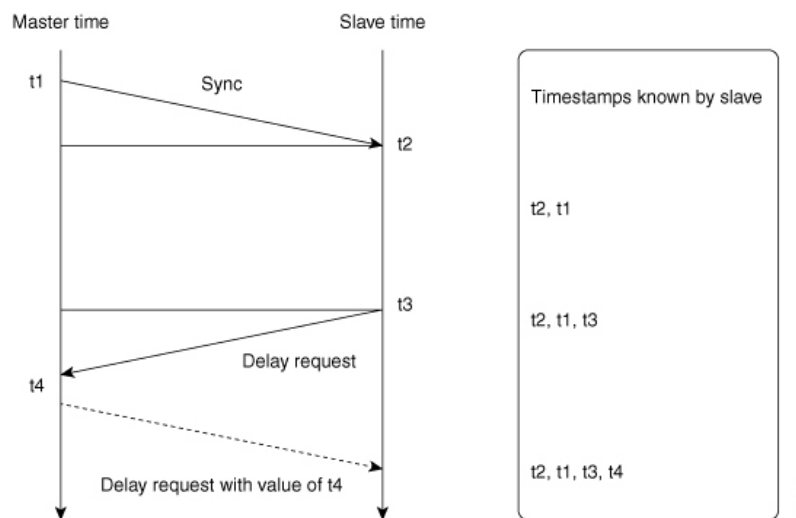 Master time
Slave time
t1
Sync
Timestamps known by slave
t2
t2, t1
t3
t2, t1, t3
Delay request
t4
t2, t1, t3, t4
Delay request with value of t4